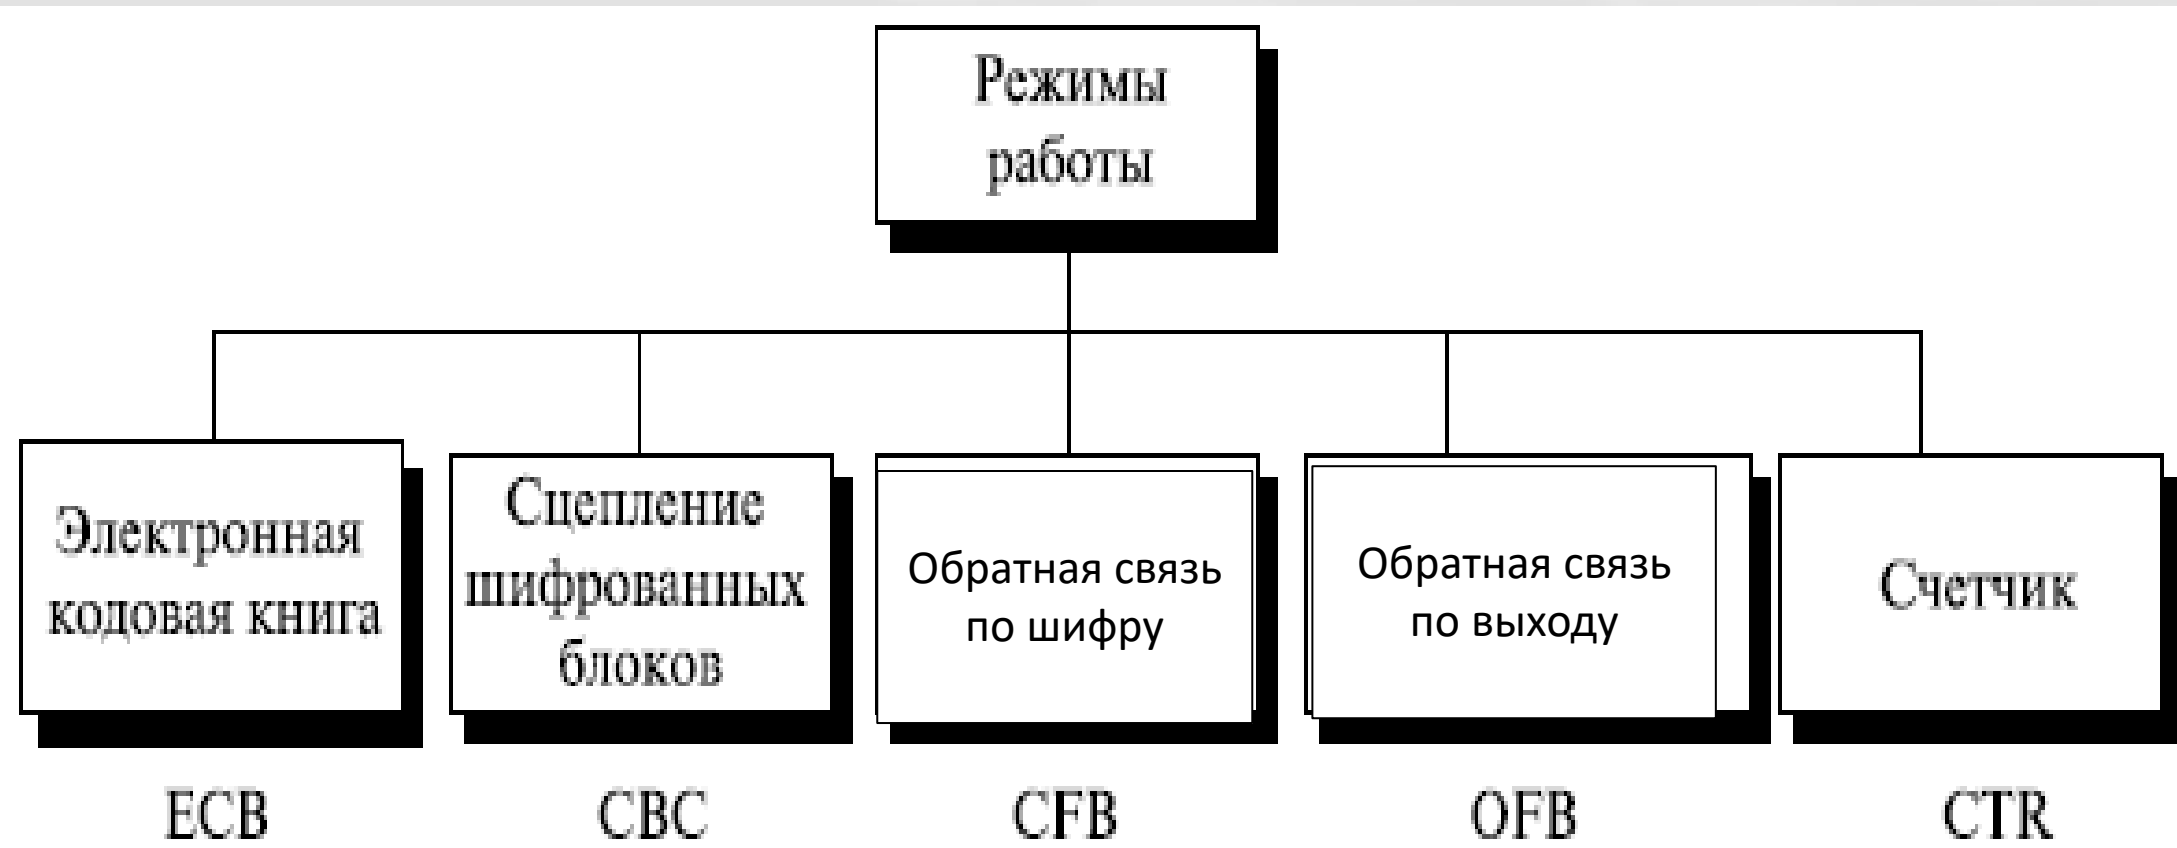 Режимы
работы
Электронная
кодовая книга
Сцепление
шифрованных
блоков
Обратная связь
по шифру
Обратная связь
по выходу
Счетчик
ECB
CBC
CFB
OFB
CTR